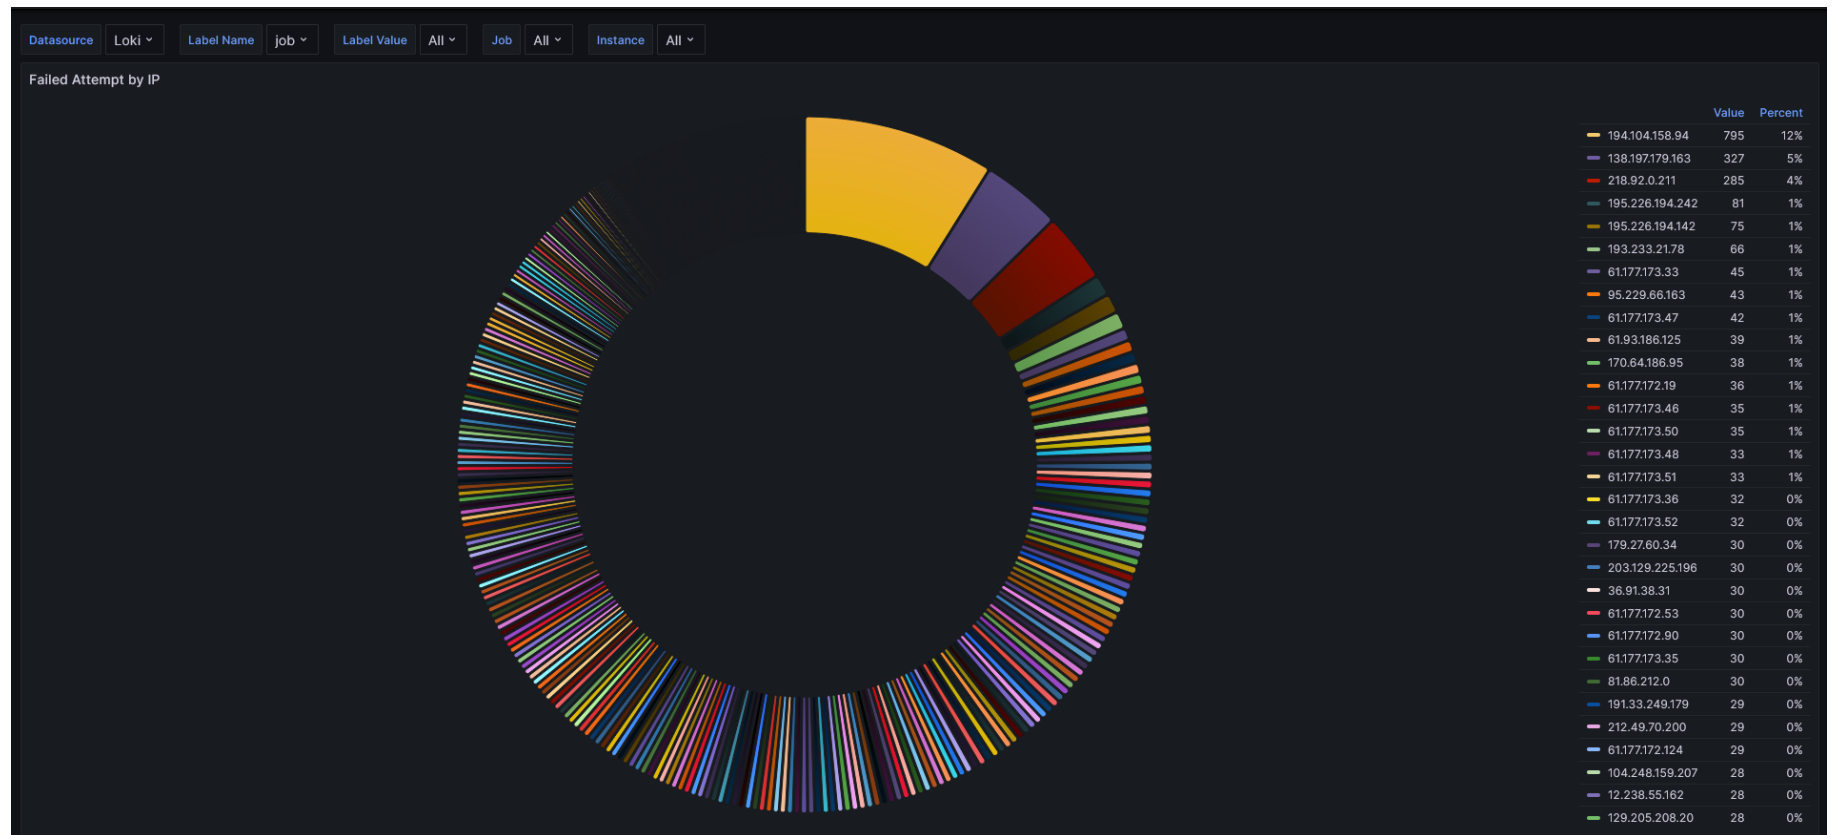 Datasource Loki Label Name job Label Value All Job All Instance All
Failed Attempt by IP
Value Percent
194.104.158.94 795 12%
138.197.179.163 327 5%
218.92.0.211 285 4%
195.226.194.242 81 1%
195.226.194.142 75 1%
193.233.21.78 66 1%
61.177.173.33 45 1%
95.229.66.163 43 1%
61.177.173.47 42 1%
61.93.186.125 39 1%
170.64.186.95 38 1%
61.177.172.19 36 1%
61.177.173.46 35 1%
61.177.173.50 35 1%
61.177.173.48 33 1%
61.177.173.51 33 1%
61.177.173.36 32 0%
61.177.173.52 32 0%
179.27.60.34 30 0%
203.129.225.196 30 0%
36.91.38.31 30 0%
61.177.172.53 30 0%
61.177.172.90 30 0%
61.177.173.35 30 0%
81.86.212.0 30 0%
191.33.249.179 29 0%
212.49.70.200 29 0%
61.177.172.124 29 0%
104.248.159.207 28 0%
12.238.55.162 28 0%
129.205.208.20 28 0%